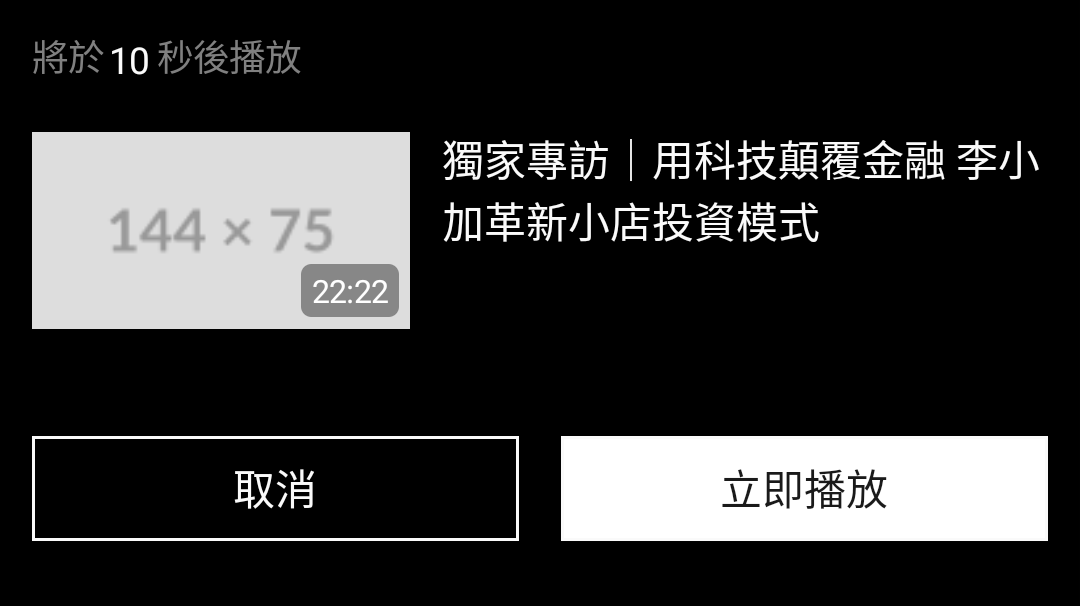 將於 10 秒後播放
144 × 75
22:22
獨家專訪｜用科技顛覆金融 李小
加革新小店投資模式
取消
立即播放